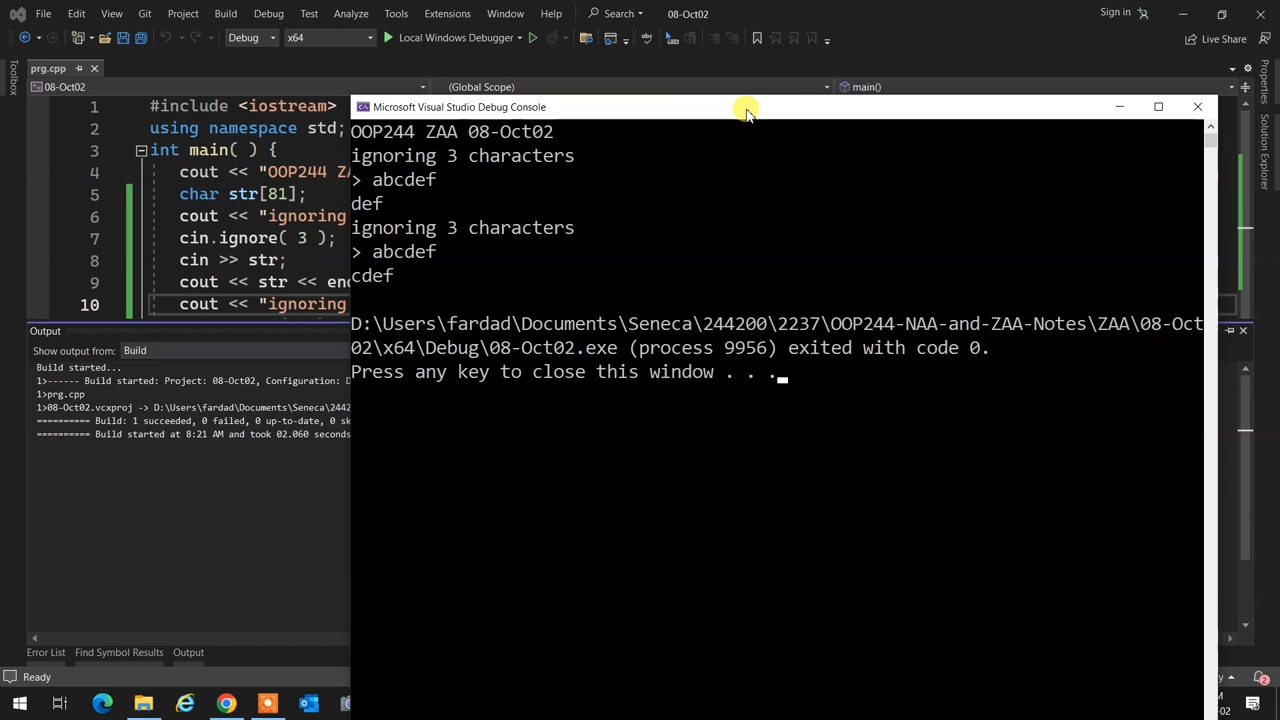 File Edit View Git Project Build Debug Test Analyze Tools Extensions Window Help Search 08-Oct02 Sign in
Debug x64 Local Windows Debugger Live Share
Toolbox
prg.cpp
08-Oct02 (Global Scope) main()
1 #include <iostream>
2 using namespace std;
3 int main( ) {
4 cout << "OOP244 ZA
5 char str[81];
6 cout << "ignoring
7 cin.ignore( 3 );
8 cin >> str;
9 cout << str << en
10 cout << "ignoring
Microsoft Visual Studio Debug Console
OOP244 ZAA 08-Oct02
ignoring 3 characters
> abcdef
def
ignoring 3 characters
> abcdef
cdef
D:\Users\fardad\Documents\Seneca\244200\2237\OOP244-NAA-and-ZAA-Notes\ZAA\08-Oct
02\x64\Debug\08-Oct02.exe (process 9956) exited with code 0.
Press any key to close this window . . .
Properties
Solution Explorer
Output
Show output from: Build
Build started...
1>------ Build started: Project: 08-Oct02, Configuration: D
1>prg.cpp
1>08-Oct02.vcxproj -> D:\Users\fardad\Documents\Seneca\2442
========== Build: 1 succeeded, 0 failed, 0 up-to-date, 0 sk
========== Build started at 8:21 AM and took 02.060 seconds
Error List Find Symbol Results Output
Ready
2